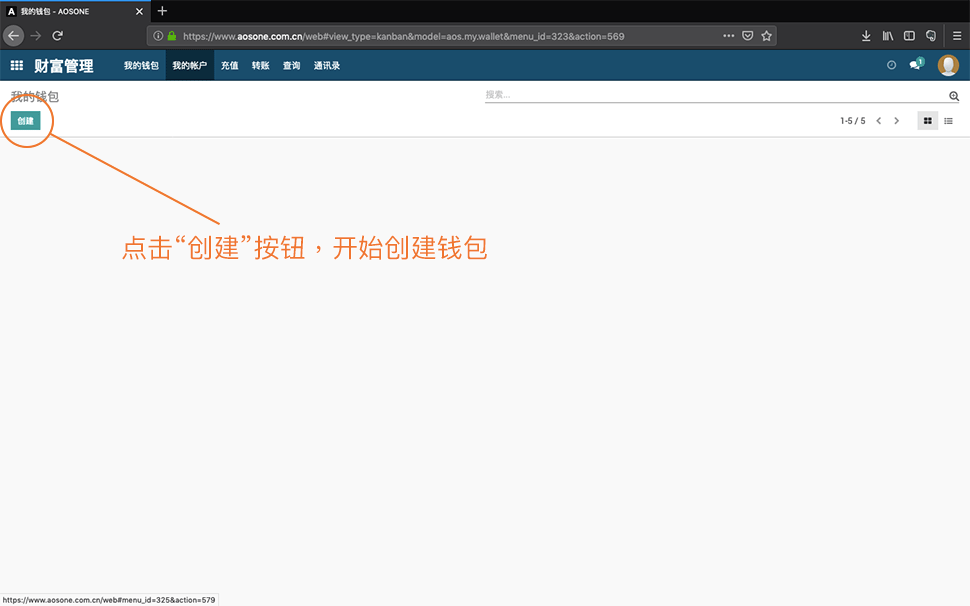 我的钱包 - AOSONE
https://www.aosone.com.cn/web#view_type=kanban&model=aos.my.wallet&menu_id=323&action=569
财富管理 我的钱包 我的帐户 充值 转账 查询 通讯录 1
我的钱包 搜索...
创建 1-5 / 5
点击“创建”按钮，开始创建钱包
https://www.aosone.com.cn/web#menu_id=325&action=579